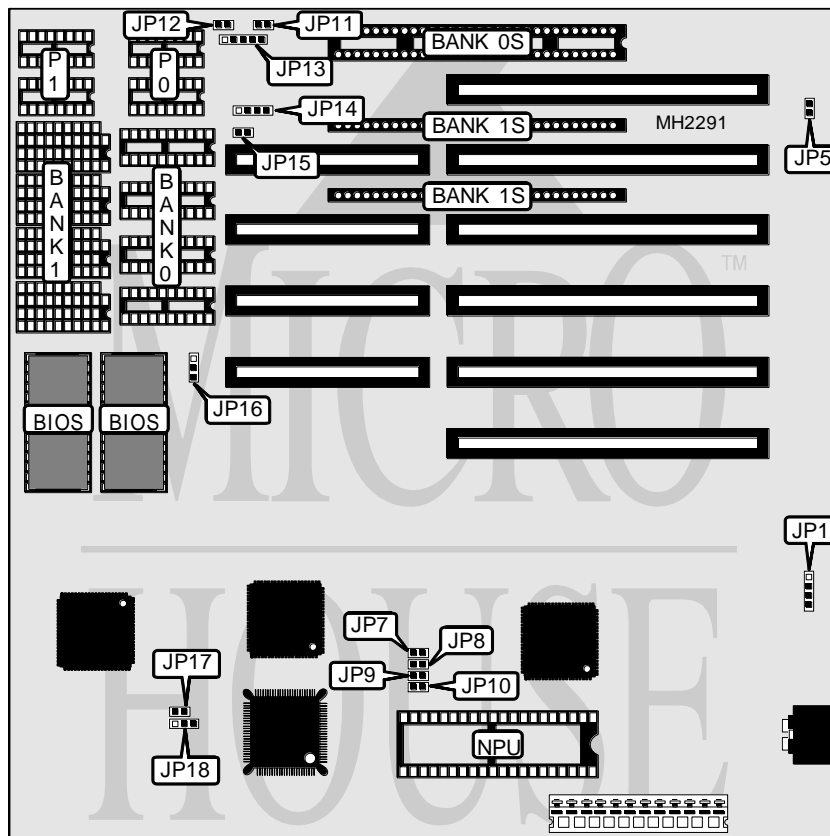 JP12
JP11
P
1
P
0
BANK 0S
JP13
JP14
BANK 1S
MH2291
JP15
JP5
B
A
N
K
1
B
A
N
K
0
BANK 1S
TM
MICRO
JP16
BIOS
BIOS
JP1
HOUSE
JP7
JP8
JP9
JP10
JP17
JP18
NPU